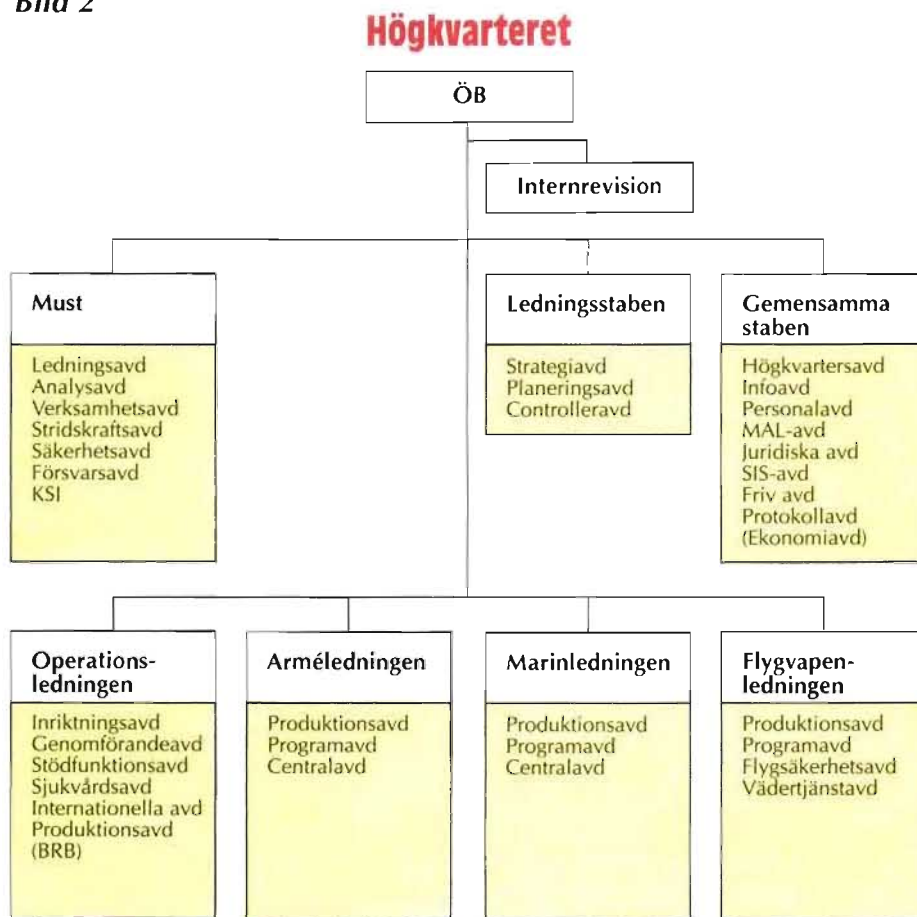 Bild 2
Högkvarteret
ÖB
Internrevision
Must
Ledningsavd
Analysavd
Verksamhetsavd
Stridskraftsavd
Säkerhetsavd
Försvarsavd
KSI
Ledningsstaben
Strategiavd
Planeringsavd
Controlleravd
Gemensamma
staben
Högkvartersavd
Infoavd
Personalavd
MAL-avd
Juridiska avd
SIS-avd
Friv avd
Protokollavd
(Ekonomiavd)
Operations-
ledningen
Inriktningsavd
Genomförandeavd
Stödfunktionsavd
Sjukvårdsavd
Internationella avd
Produktionsavd
(BRB)
Arméledningen
Produktionsavd
Programavd
Centralavd
Marinledningen
Produktionsavd
Programavd
Centralavd
Flygvapen-
ledningen
Produktionsavd
Programavd
Flygsäkerhetsavd
Vädertjänstavd